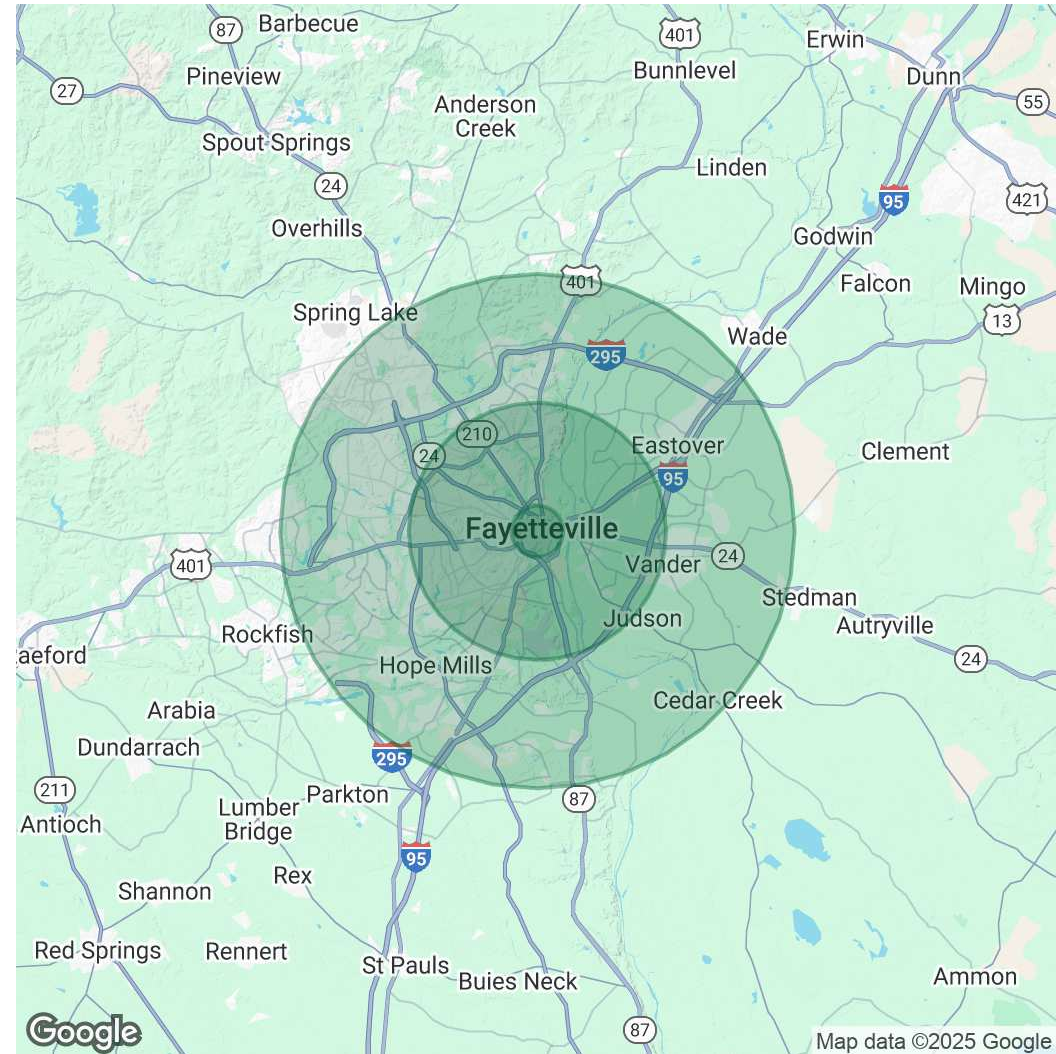 87
Barbecue
401
Erwin
Pineview
Bunnlevel
Dunn
27
Anderson
Creek
55
Spout Springs
Linden
24
421
95
Overhills
Godwin
401
Falcon
Mingo
Spring Lake
13
Wade
295
210
Eastover
24
Clement
95
Fayetteville
24
401
Vander
Stedman
Judson
Autryville
Rockfish
aeford
24
Hope Mills
Cedar Creek
Arabia
Dundarrach
295
211
Parkton
87
Lumber
Bridge
Antioch
95
Rex
Shannon
Red Springs
Rennert
St Pauls
Buies Neck
Ammon
87
Google
Map data ©2025 Google